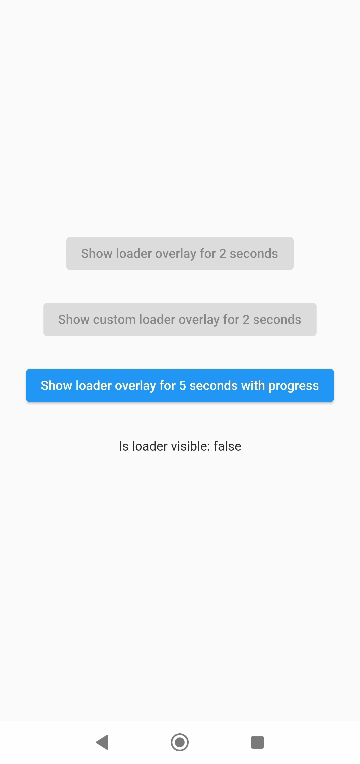 Show loader overlay for 2 seconds
Show custom loader overlay for 2 seconds
Show loader overlay for 5 seconds with progress
Is loader visible: false